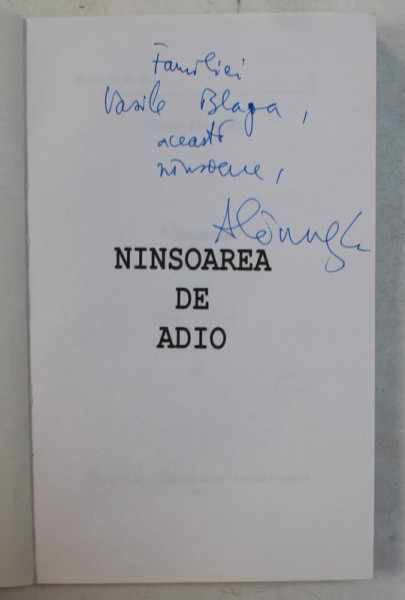 Familiei
Vasile Blaga,
această
ninsoare,
NINSOAREA
DE
ADIO